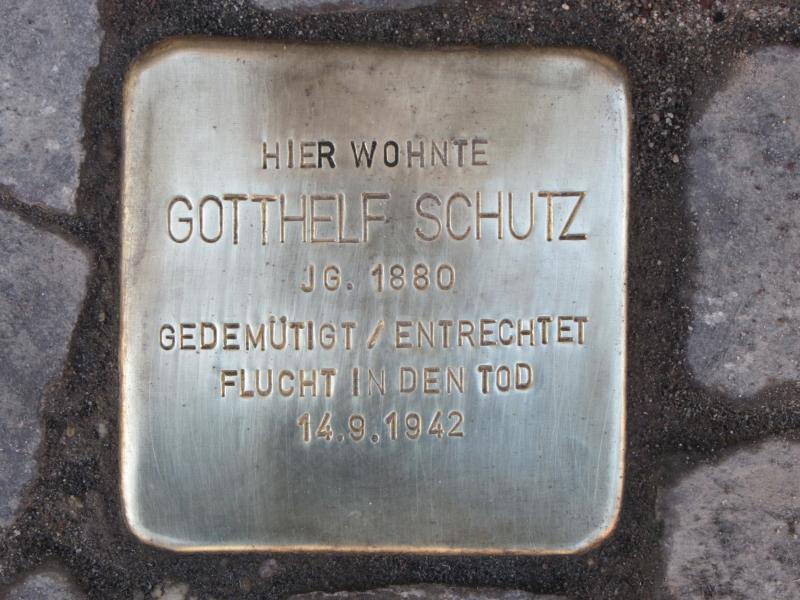 HIER WOHNTE
GOTTHELF SCHUTZ
JG. 1880
GEDEMÜTIGT / ENTRECHTET
FLUCHT IN DEN TOD
14.9.1942